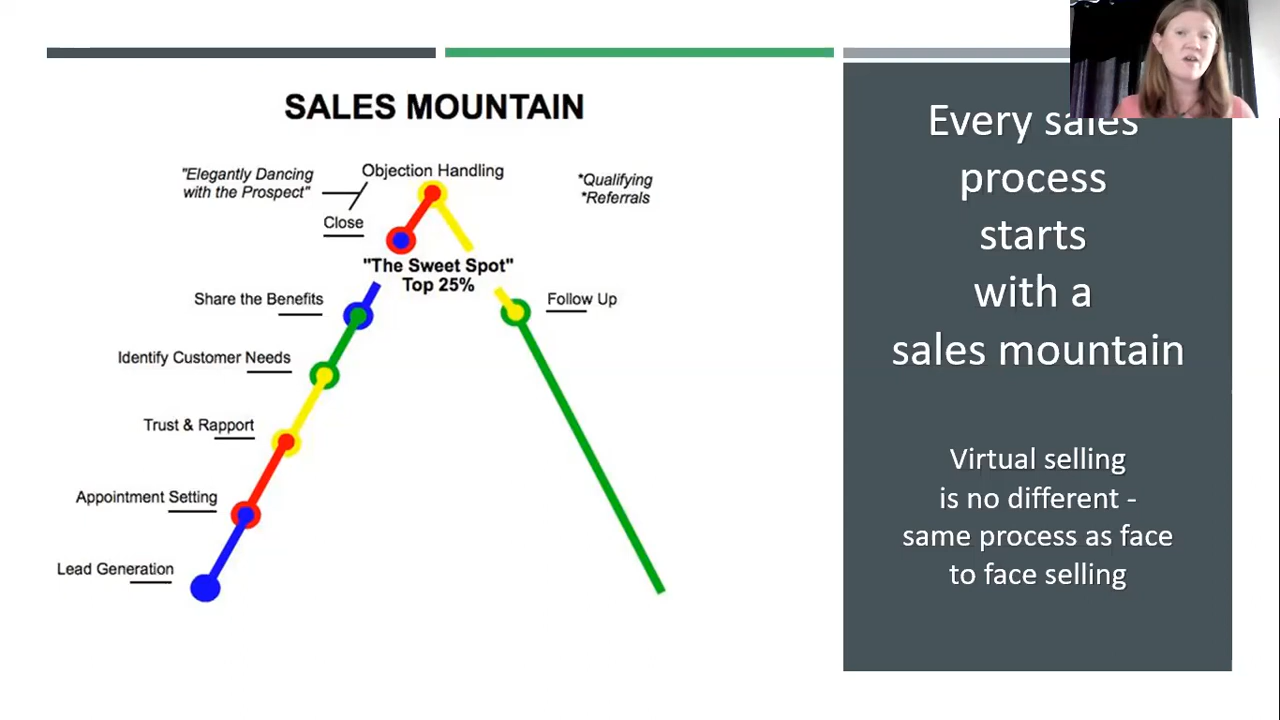 SALES MOUNTAIN
"Elegantly Dancing
with the Prospect"
Objection Handling
*Qualifying
*Referrals
Close
"The Sweet Spot"
Top 25%
Share the Benefits
Follow Up
Identify Customer Needs
Trust & Rapport
Appointment Setting
Lead Generation
Every sales
process
starts
with a
sales mountain
Virtual selling
is no different -
same process as face
to face selling